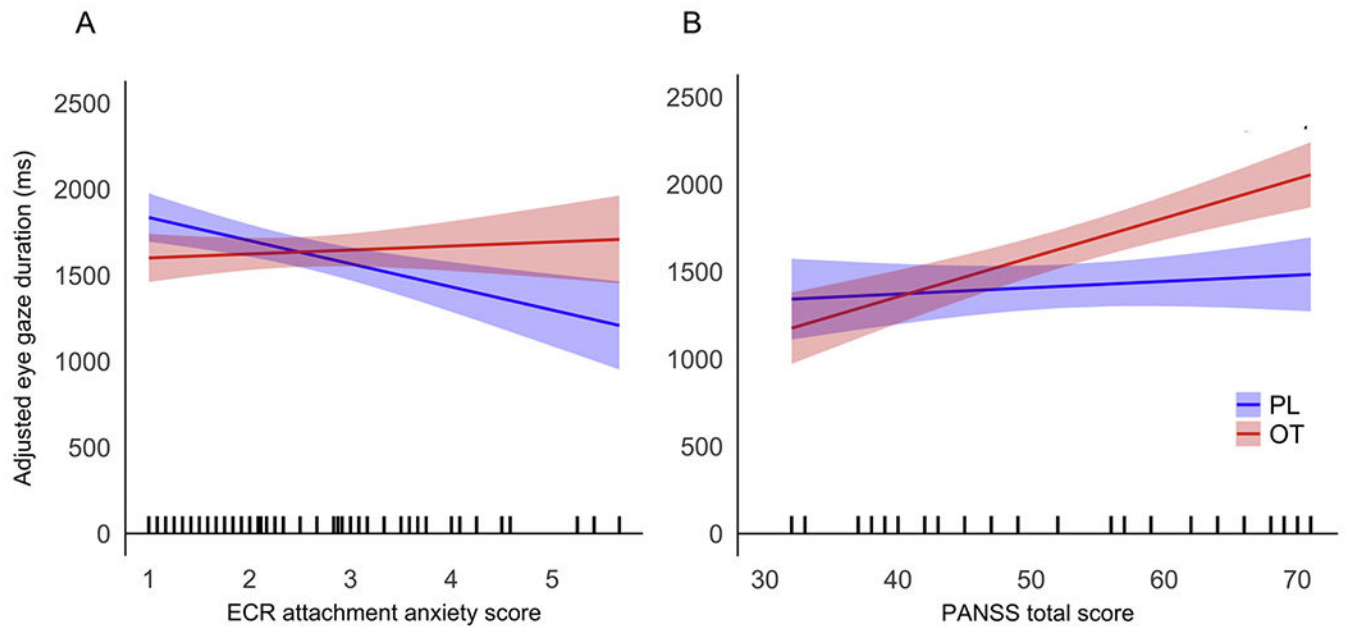 A
B
Adjusted eye gaze duration (ms)
2500
2000
1500
1000
500
0
1 2 3 4 5
ECR attachment anxiety score
2500
2000
1500
1000
500
0
30 40 50 60 70
PANSS total score
PL
OT